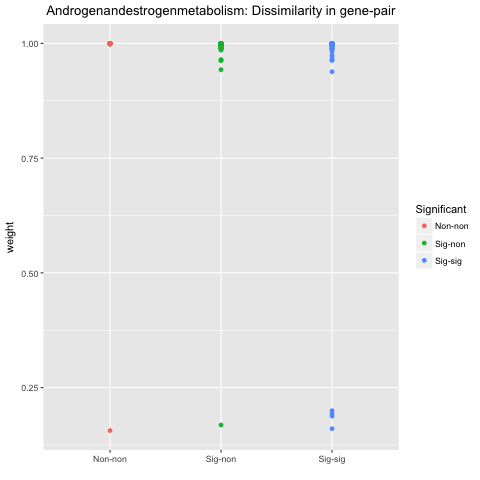 Androgenandestrogenmetabolism: Dissimilarity in gene-pair
1.00
0.75
0.50
0.25
weight
Non-non
Sig-non
Sig-sig
Significant
Non-non
Sig-non
Sig-sig